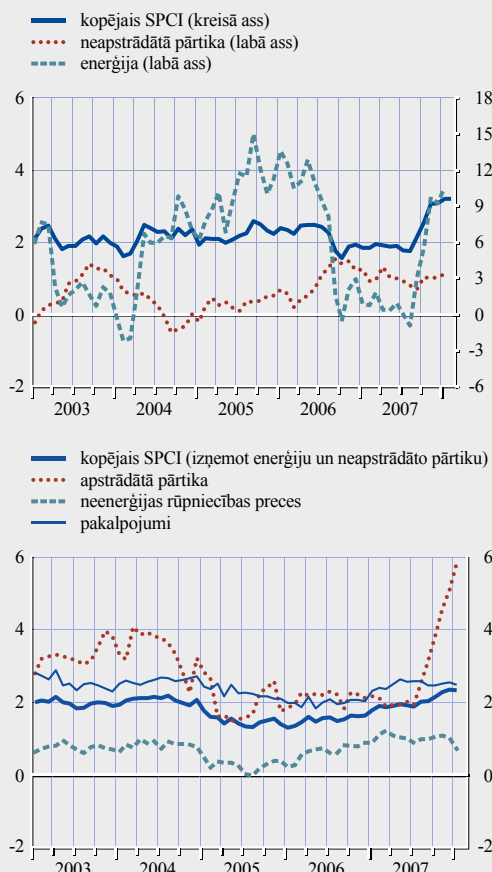 kopējais SPCI (kreisā ass)
neapstrādātā pārtika (labā ass)
enerģija (labā ass)
6 18
15
4 12
9
2 6
3
0 0
-3
-2 -6
2003 2004 2005 2006 2007
kopējais SPCI (izņemot enerģiju un neapstrādāto pārtiku)
apstrādātā pārtika
neenerģijas rūpniecības preces
pakalpojumi
6 6
4 4
2 2
0 0
-2 -2
2003 2004 2005 2006 2007